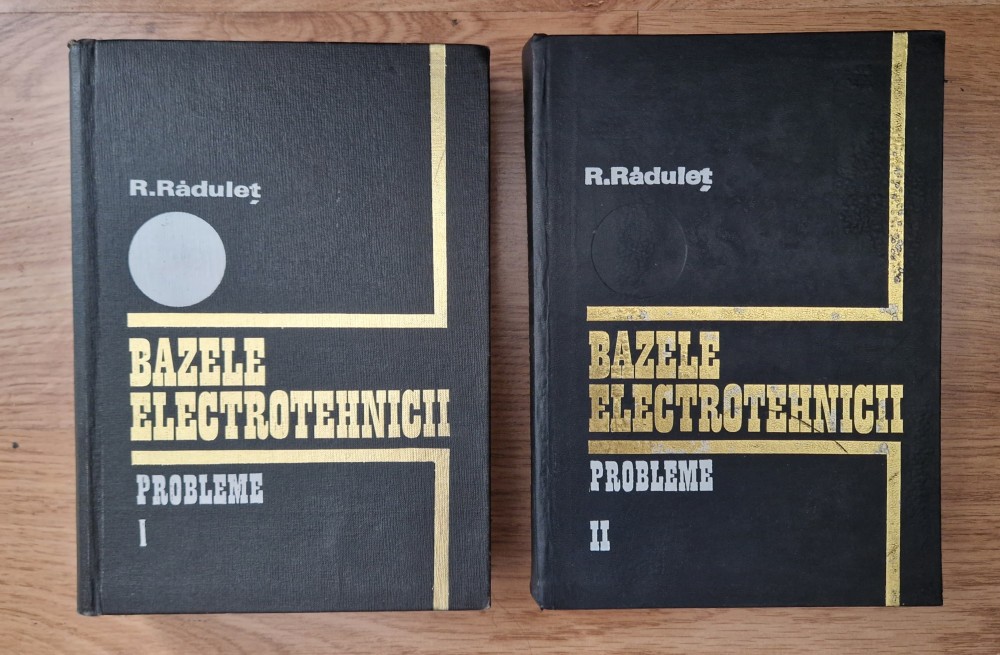 R.Răduleț
BAZELE
ELECTROTEHNICII
PROBLEME
I
R.Răduleț
BAZELE
ELECTROTEHNICII
PROBLEME
II